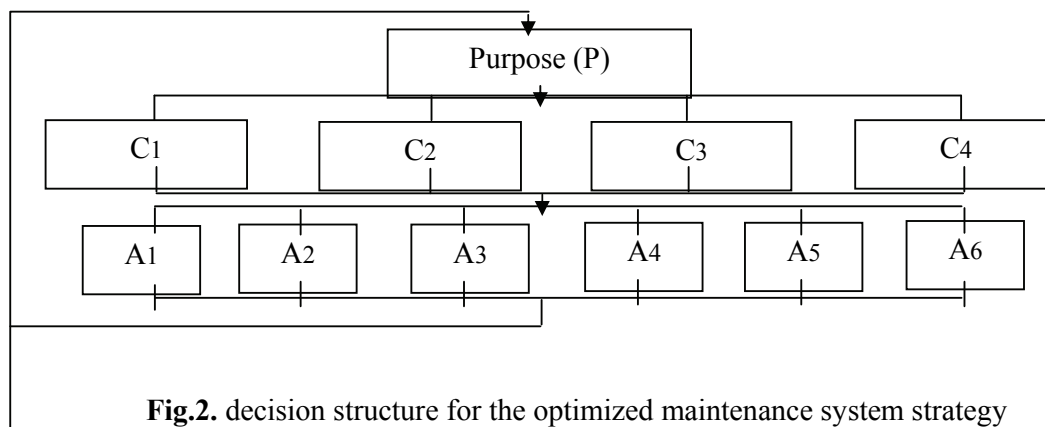 Purpose (P)
C1 C2 C3 C4
A1 A2 A3 A4 A5 A6
Fig.2. decision structure for the optimized maintenance system strategy